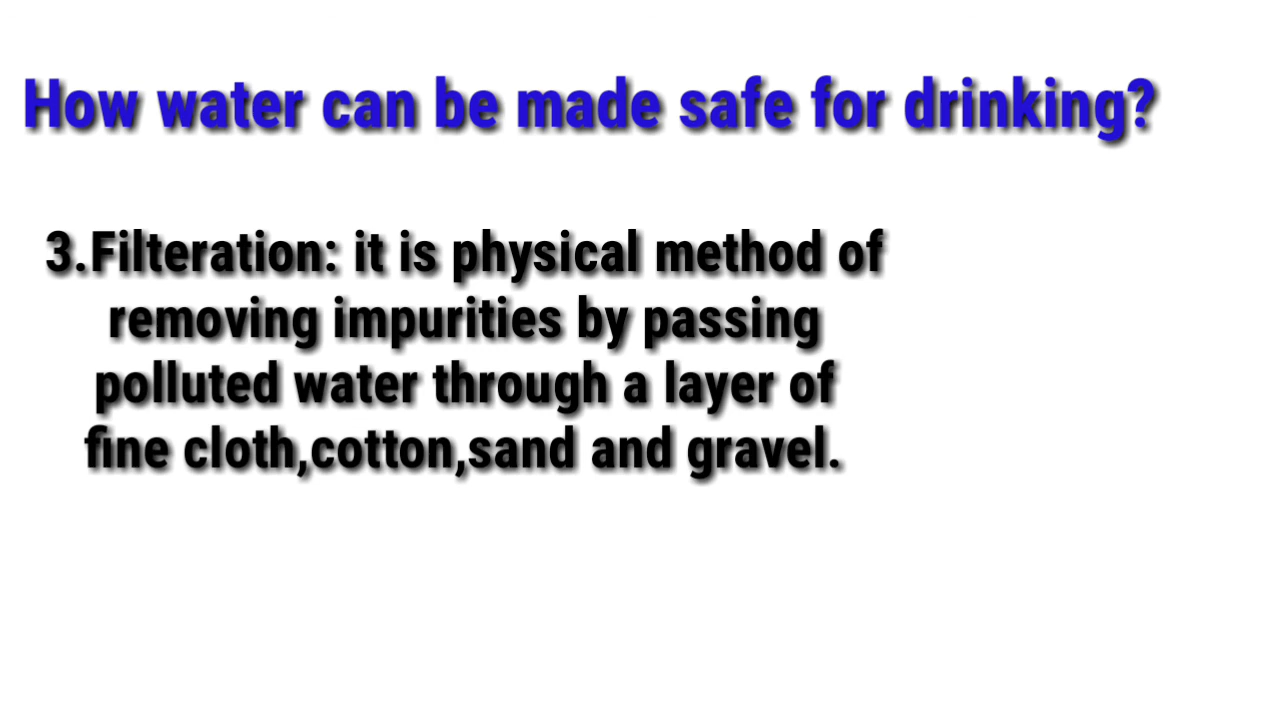 How water can be made safe for drinking?
3.Filteration: it is physical method of
removing impurities by passing
polluted water through a layer of
fine cloth,cotton,sand and gravel.